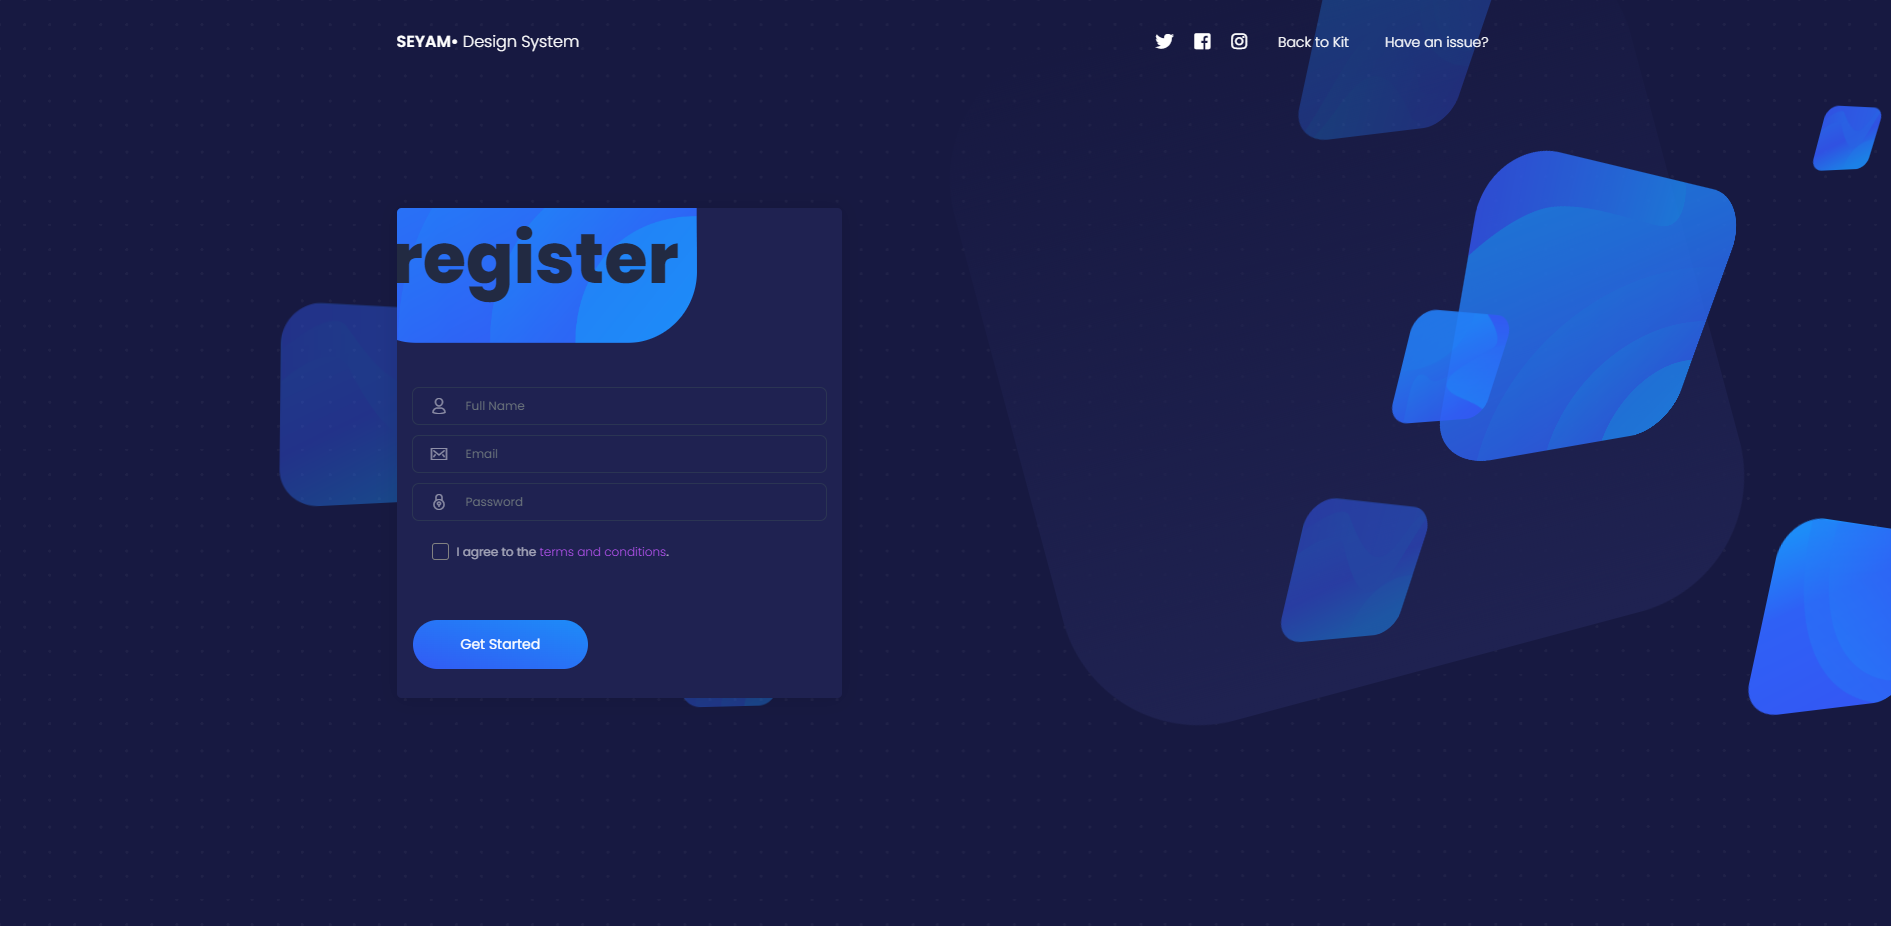 SEYAM• Design System
Back to Kit
Have an issue?
register
Full Name
Email
Password
I agree to the terms and conditions.
Get Started